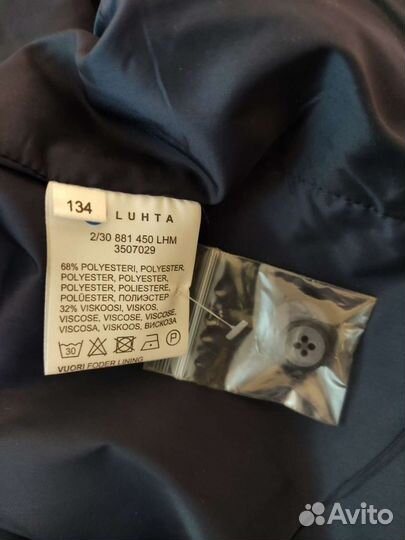 134
LUHTA
2/30 881 450 LHM
3507029
68% POLYESTERI, POLYESTER,
POLYESTER, POLYESTER,
POLYESTER, POLIESTERE,
POLÜESTER, ПОЛИЭСТЕР
32% VISKOOSI, VISKOS,
VISCOSE, VISKOS, VISCOSE,
VISCOSE, VISKOOS, ВИСКОЗА
30
P
VUORI FODER LINING
Avito